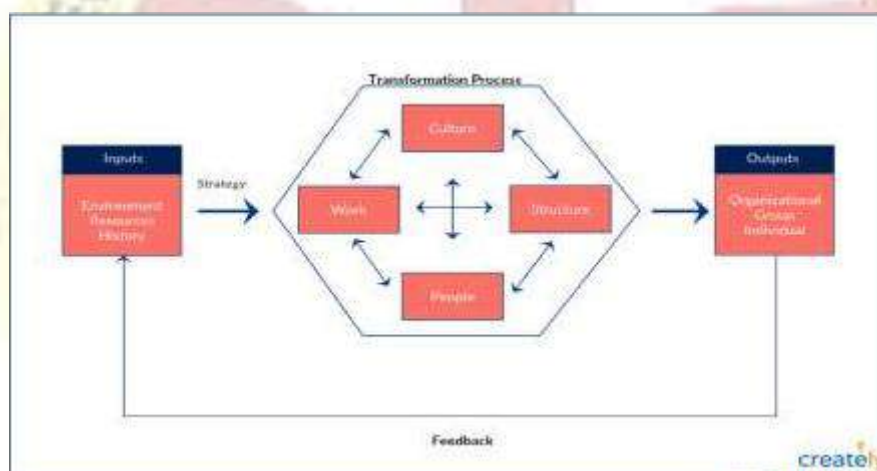 Transformation Process
Culture
Inputs
Environment
Resources
History
Strategy
Work
Structure
People
Outputs
Organizational
Group
Individual
Feedback
create